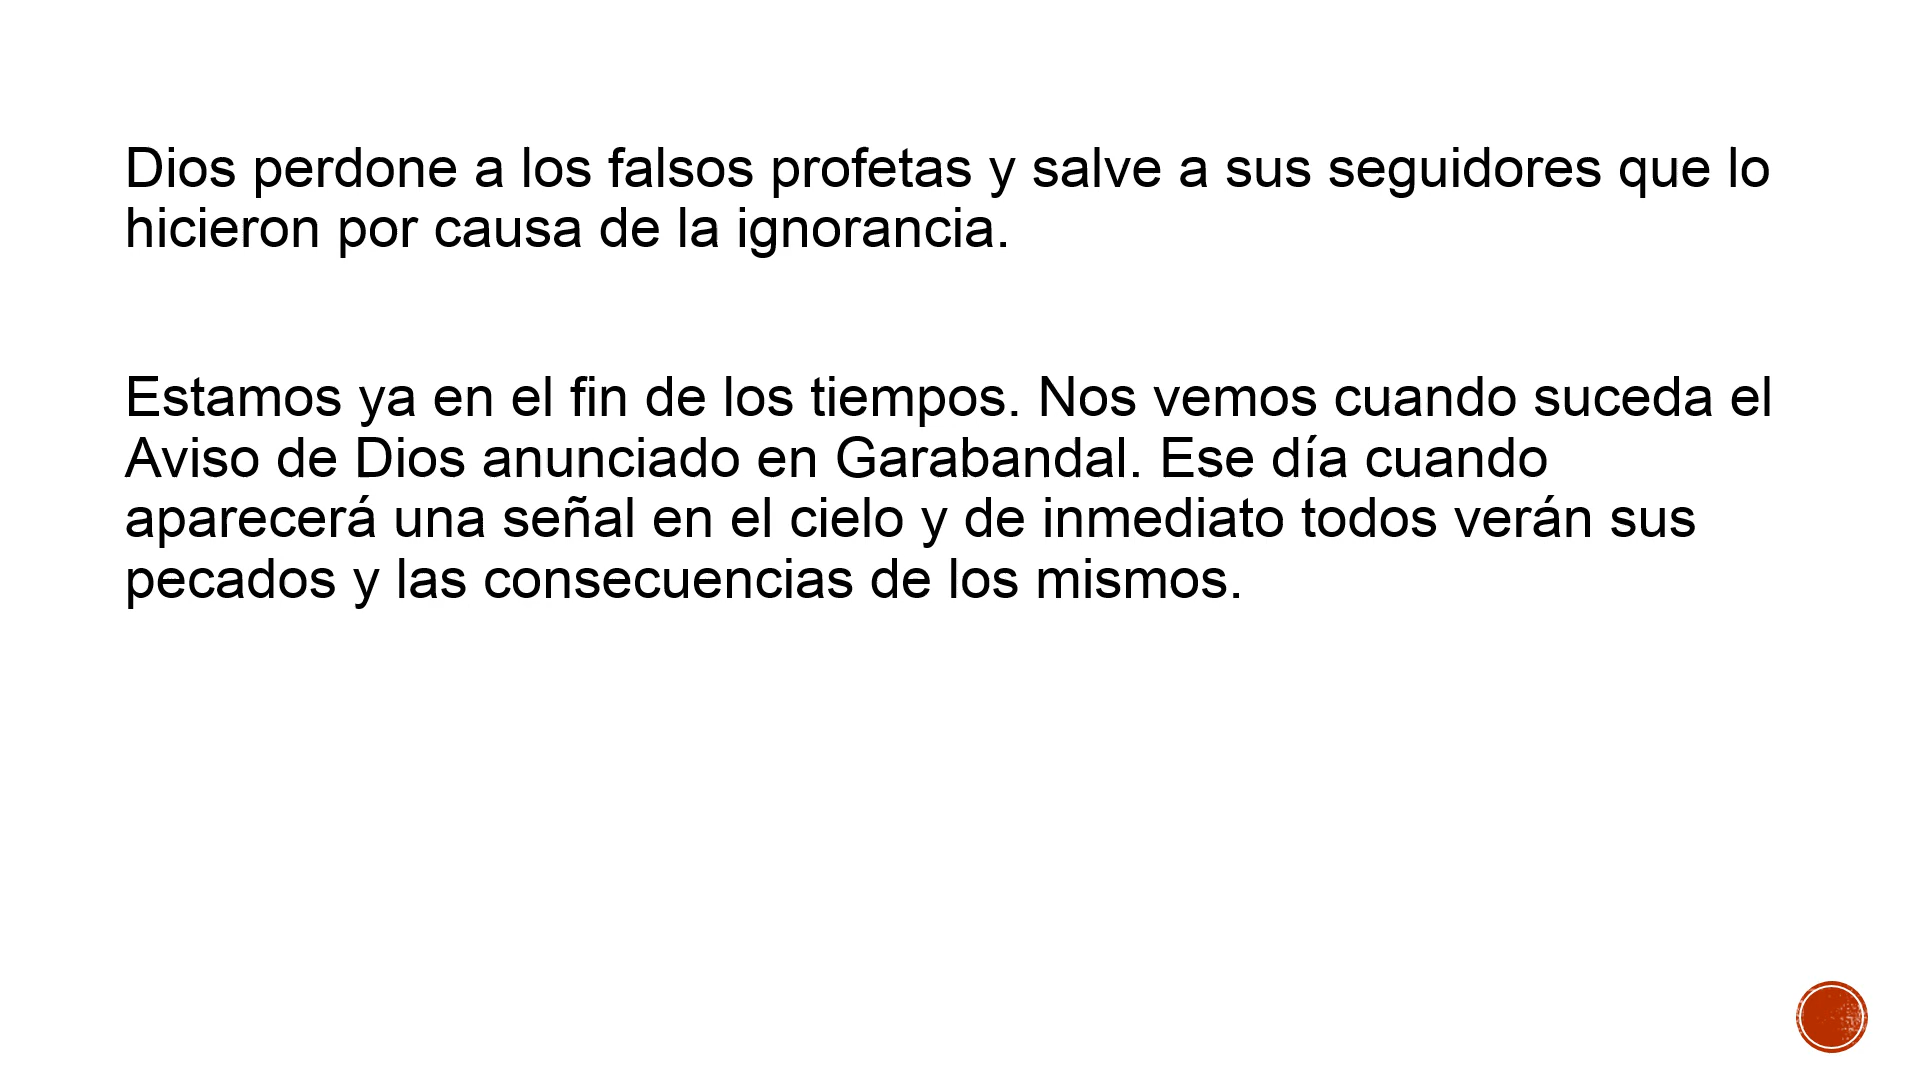 Dios perdone a los falsos profetas y salve a sus seguidores que lo
hicieron por causa de la ignorancia.
Estamos ya en el fin de los tiempos. Nos vemos cuando suceda el
Aviso de Dios anunciado en Garabandal. Ese día cuando
aparecerá una señal en el cielo y de inmediato todos verán sus
pecados y las consecuencias de los mismos.